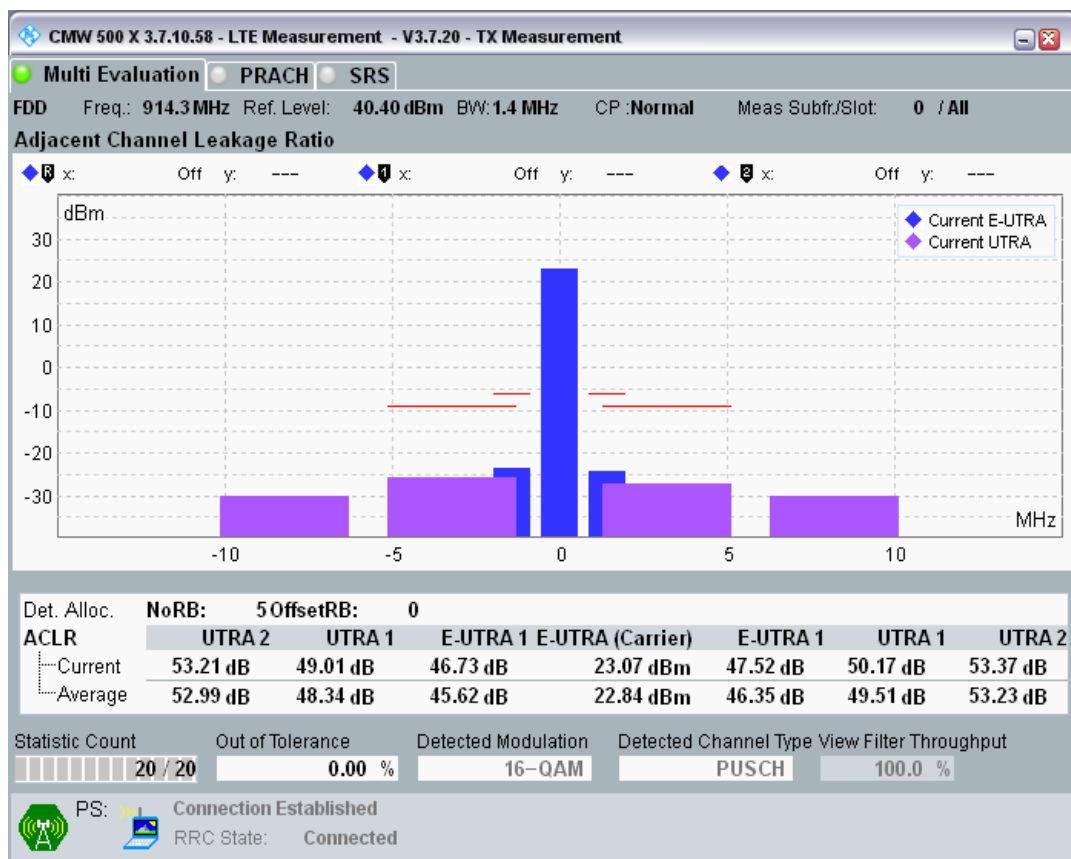 CMW 500 X 3.7.10.58 - LTE Measurement - V3.7.20 - TX Measurement
Multi Evaluation PRACH SRS
FDD Freq.: 914.3 MHz Ref. Level: 40.40 dBm BW: 1.4 MHz CP :Normal Meas Subfr./Slot: 0 / All
Adjacent Channel Leakage Ratio
R x: Off y: --- 1 x: Off y: --- 2 x: Off y: ---
dBm
Current E-UTRA
Current UTRA
30
20
10
0
-10
-20
-30
MHz
-10 -5 0 5 10
Det. Alloc. NoRB: 5 OffsetRB: 0
ACLR UTRA 2 UTRA 1 E-UTRA 1 E-UTRA (Carrier) E-UTRA 1 UTRA 1 UTRA 2
Current 53.21 dB 49.01 dB 46.73 dB 23.07 dBm 47.52 dB 50.17 dB 53.37 dB
Average 52.99 dB 48.34 dB 45.62 dB 22.84 dBm 46.35 dB 49.51 dB 53.23 dB
Statistic Count Out of Tolerance Detected Modulation Detected Channel Type View Filter Throughput
20 / 20 0.00 % 16-QAM PUSCH 100.0 %
PS: Connection Established
RRC State: Connected